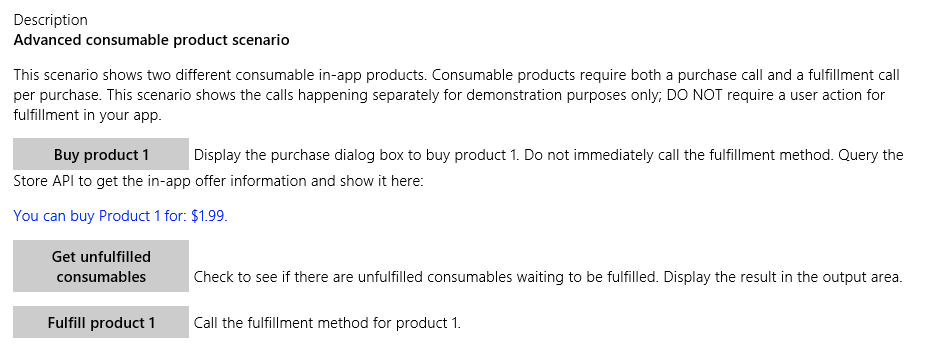 Description
Advanced consumable product scenario
This scenario shows two different consumable in-app products. Consumable products require both a purchase call and a fulfillment call
per purchase. This scenario shows the calls happening separately for demonstration purposes only; DO NOT require a user action for
fulfillment in your app.
Buy product 1 Display the purchase dialog box to buy product 1. Do not immediately call the fulfillment method. Query the
Store API to get the in-app offer information and show it here:
You can buy Product 1 for: $1.99.
Get unfulfilled
consumables Check to see if there are unfulfilled consumables waiting to be fulfilled. Display the result in the output area.
Fulfill product 1 Call the fulfillment method for product 1.